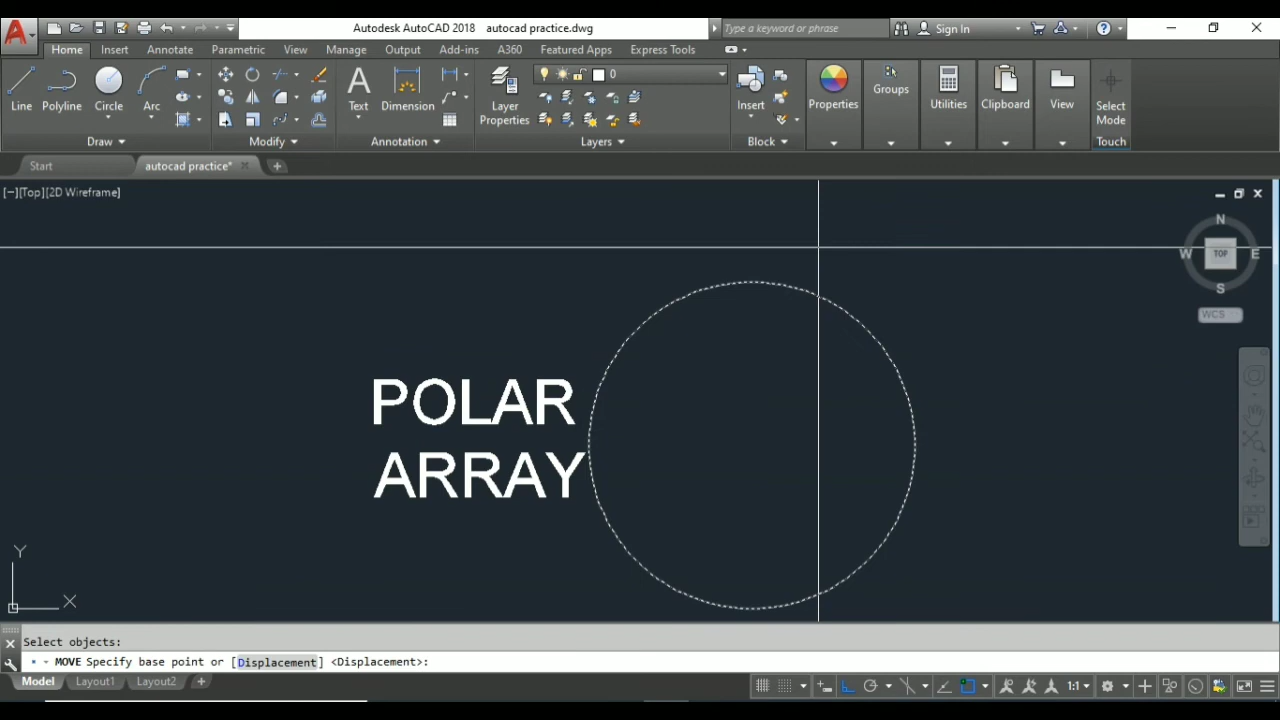 Autodesk AutoCAD 2018 autocad practice.dwg
Type a keyword or phrase
Sign In
Home Insert Annotate Parametric View Manage Output Add-ins A360 Featured Apps Express Tools
0
Line Polyline Circle Arc
Text Dimension
Layer
Properties
Insert
Properties
Groups
Utilities
Clipboard
View
Select
Mode
Draw Modify Annotation Layers Block Touch
Start autocad practice*
[−][Top][2D Wireframe]
N
W TOP E
S
WCS
POLAR
ARRAY
Y
X
Select objects:
MOVE Specify base point or [Displacement] <Displacement>:
Model Layout1 Layout2
1:1